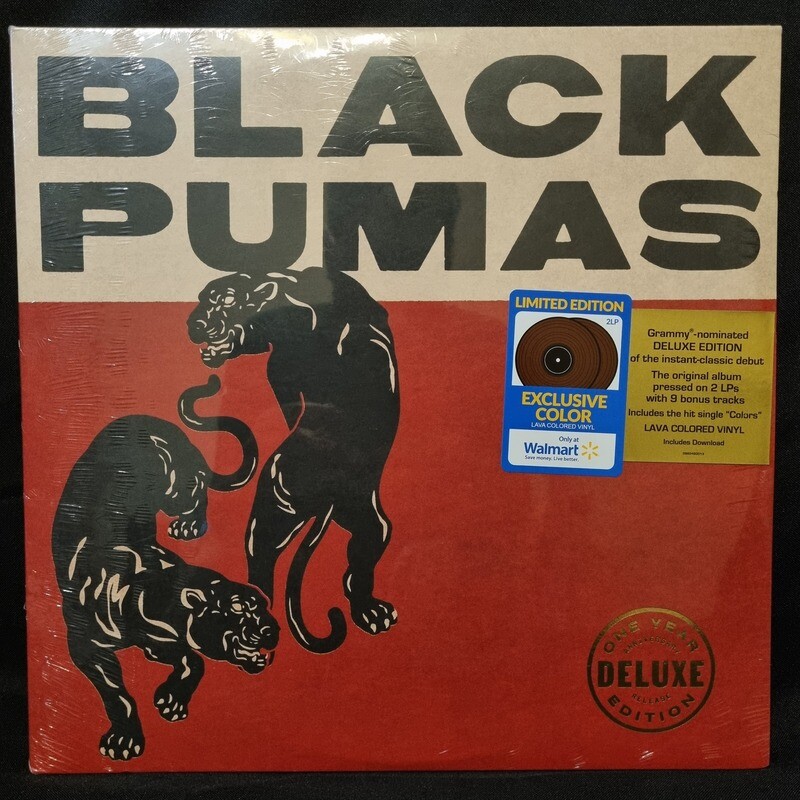 BLACK
PUMAS
LIMITED EDITION
2LP
EXCLUSIVE
COLOR
LAVA COLORED VINYL
Only at
Walmart
Save money. Live better.
Grammy®-nominated
DELUXE EDITION
of the instant-classic debut
The original album
pressed on 2 LPs
with 9 bonus tracks
Includes the hit single "Colors"
LAVA COLORED VINYL
Includes Download
ONE YEAR
ANNIVERSARY
DELUXE
RELEASE
EDITION